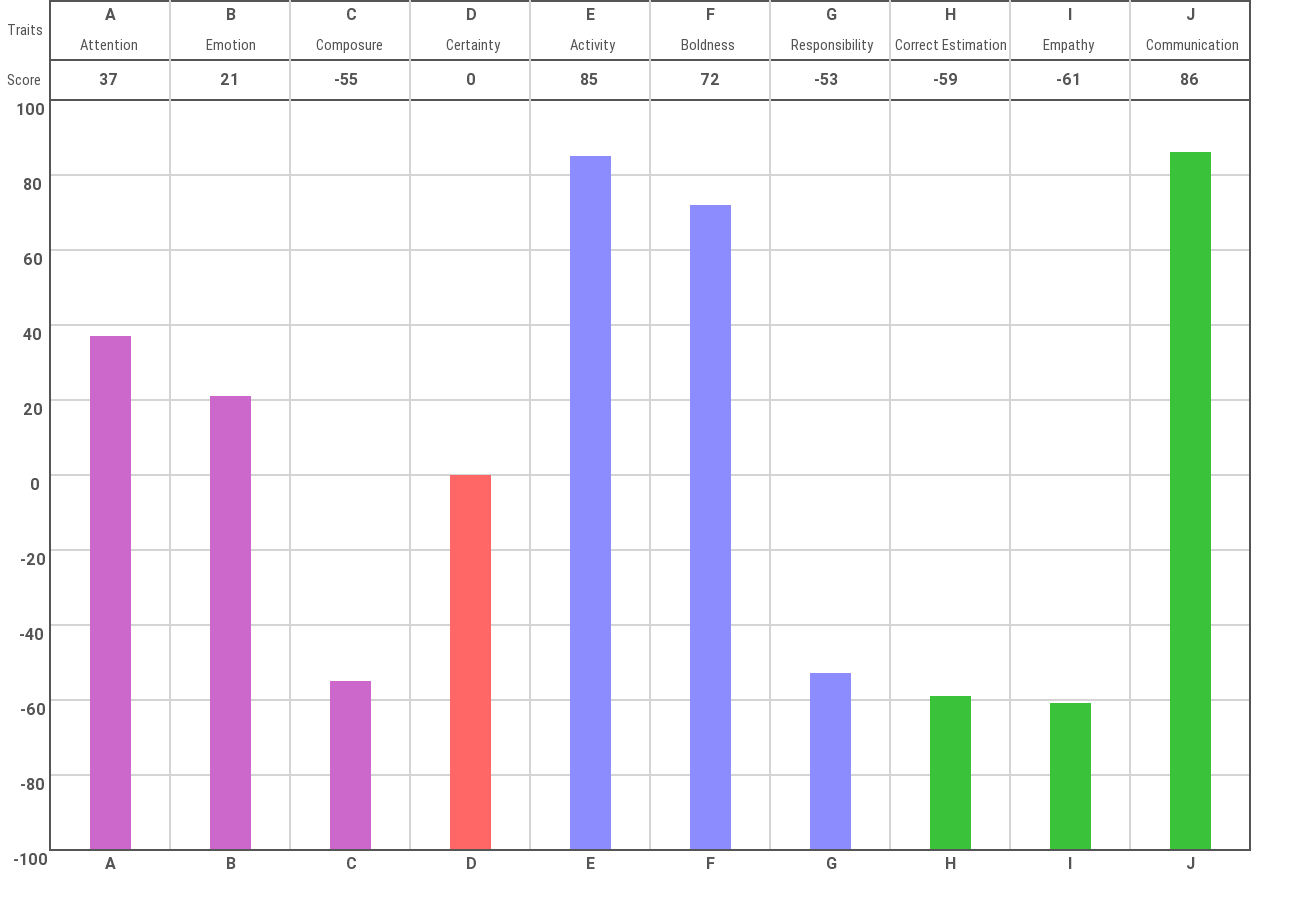 A B C D E F G H I J
Traits
Attention Emotion Composure Certainty Activity Boldness Responsibility Correct Estimation Empathy Communication
Score 37 21 -55 0 85 72 -53 -59 -61 86
100
80
60
40
20
0
-20
-40
-60
-80
-100
A B C D E F G H I J